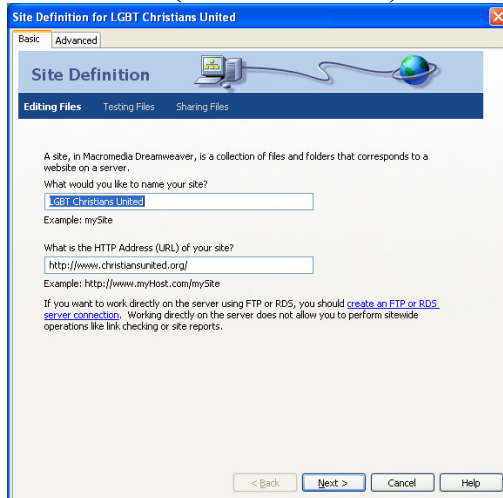 Site Definition for LGBT Christians United
Basic Advanced
Site Definition
Editing Files Testing Files Sharing Files
A site, in Macromedia Dreamweaver, is a collection of files and folders that corresponds to a
website on a server.
What would you like to name your site?
LGBT Christians United
Example: mySite
What is the HTTP Address (URL) of your site?
http://www.christiansunited.org/
Example: http://www.myHost.com/mySite
If you want to work directly on the server using FTP or RDS, you should create an FTP or RDS
server connection. Working directly on the server does not allow you to perform sitewide
operations like link checking or site reports.
< Back Next > Cancel Help